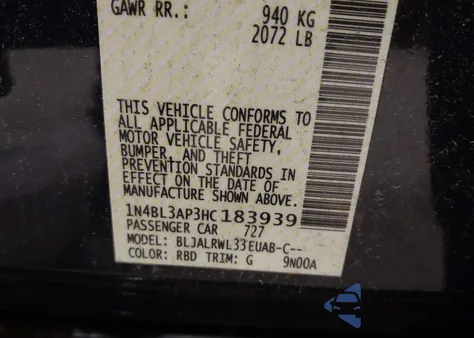 GAWR RR.: 940 KG
2072 LB
THIS VEHICLE CONFORMS TO
ALL APPLICABLE FEDERAL
MOTOR VEHICLE SAFETY,
BUMPER, AND THEFT
PREVENTION STANDARDS IN
EFFECT ON THE DATE OF
MANUFACTURE SHOWN ABOVE.
1N4BL3AP3HC183939
PASSENGER CAR 727
MODEL: BLJALRWL33EUAB-C--
COLOR: RBD TRIM: G 9N00A